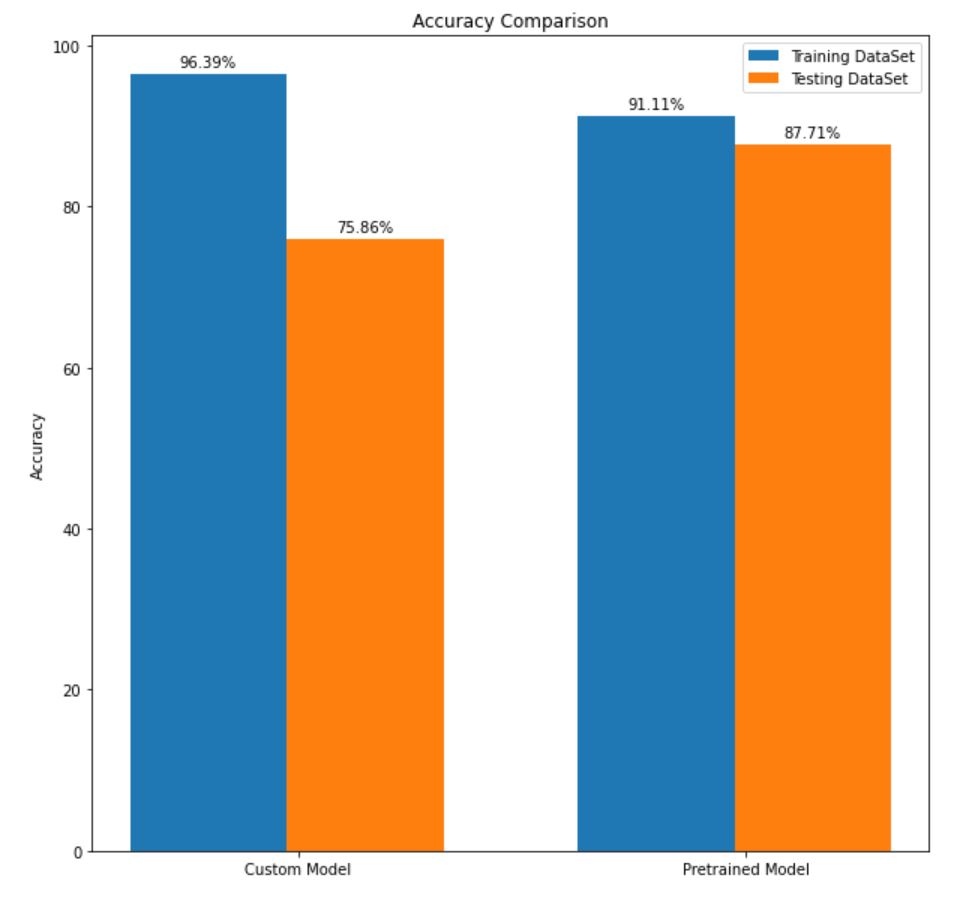 Accuracy Comparison
100
96.39%
Training DataSet
Testing DataSet
91.11%
87.71%
80
75.86%
60
Accuracy
40
20
0
Custom Model
Pretrained Model